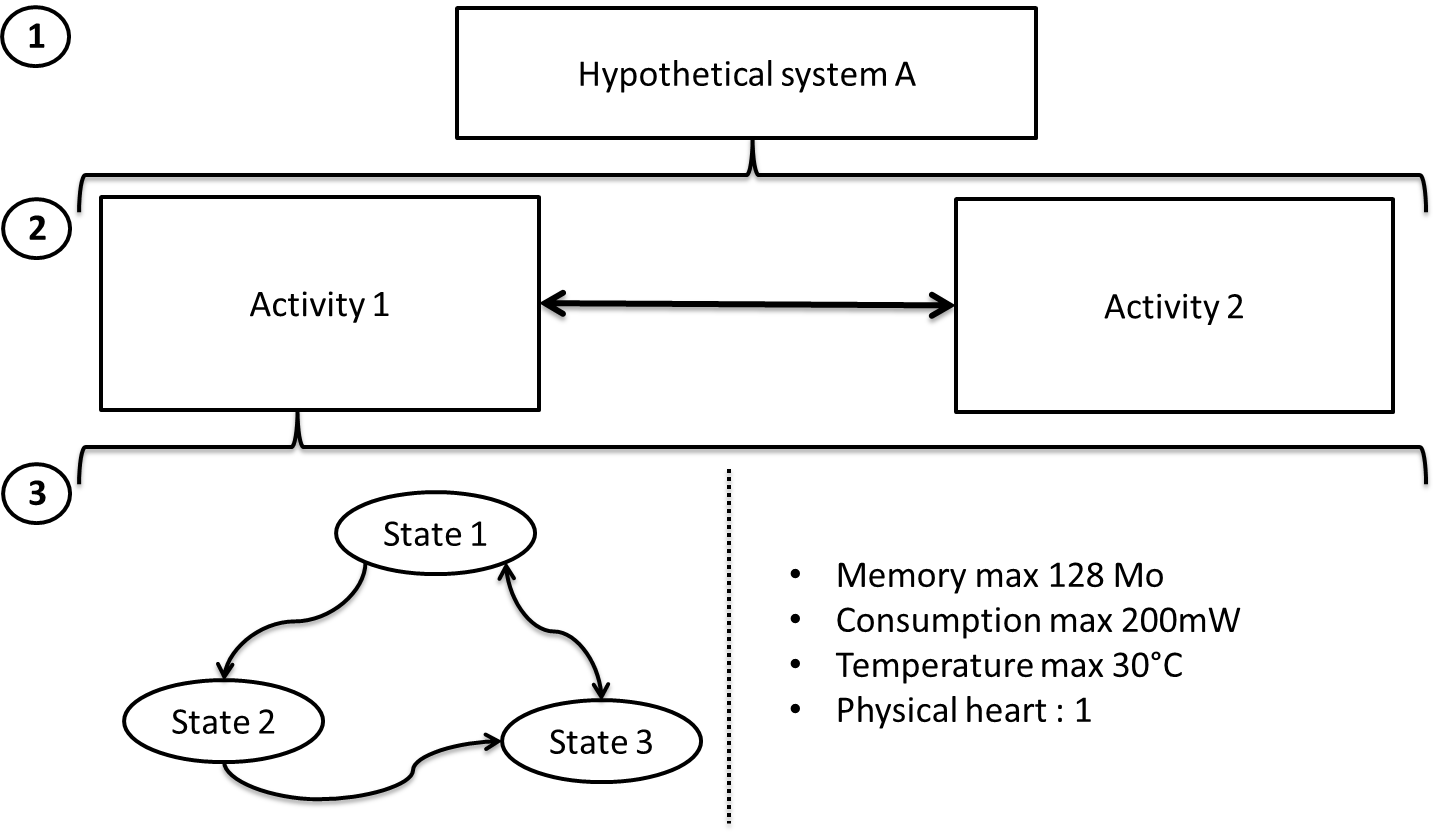 1
Hypothetical system A
2
Activity 1
Activity 2
3
State 1
State 2
State 3
• Memory max 128 Mo
• Consumption max 200mW
• Temperature max 30°C
• Physical heart : 1